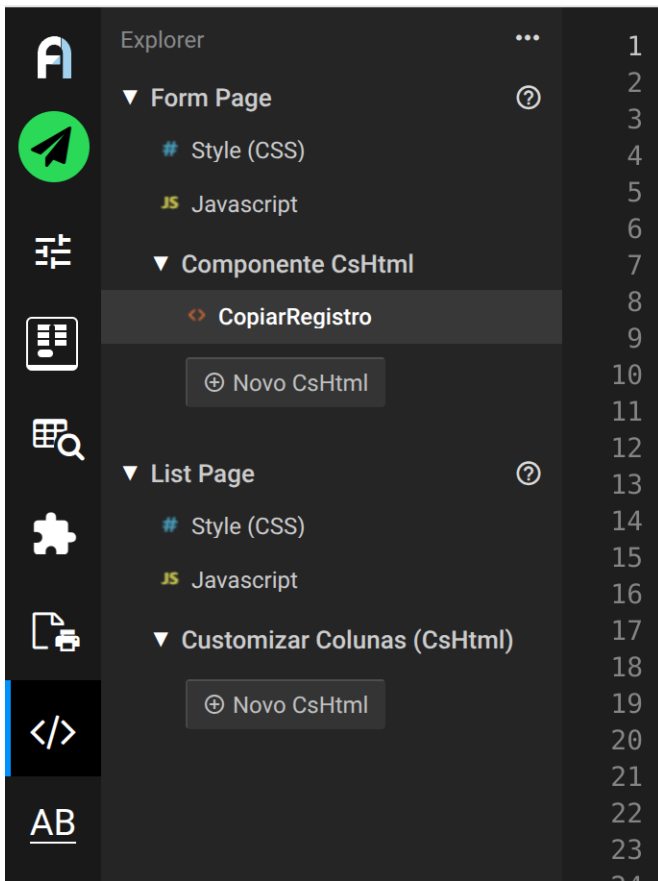 Explorer
Form Page
# Style (CSS)
JS Javascript
Componente CsHtml
<> CopiarRegistro
Novo CsHtml
List Page
# Style (CSS)
JS Javascript
Customizar Colunas (CsHtml)
Novo CsHtml
</>
AB
1
2
3
4
5
6
7
8
9
10
11
12
13
14
15
16
17
18
19
20
21
22
23